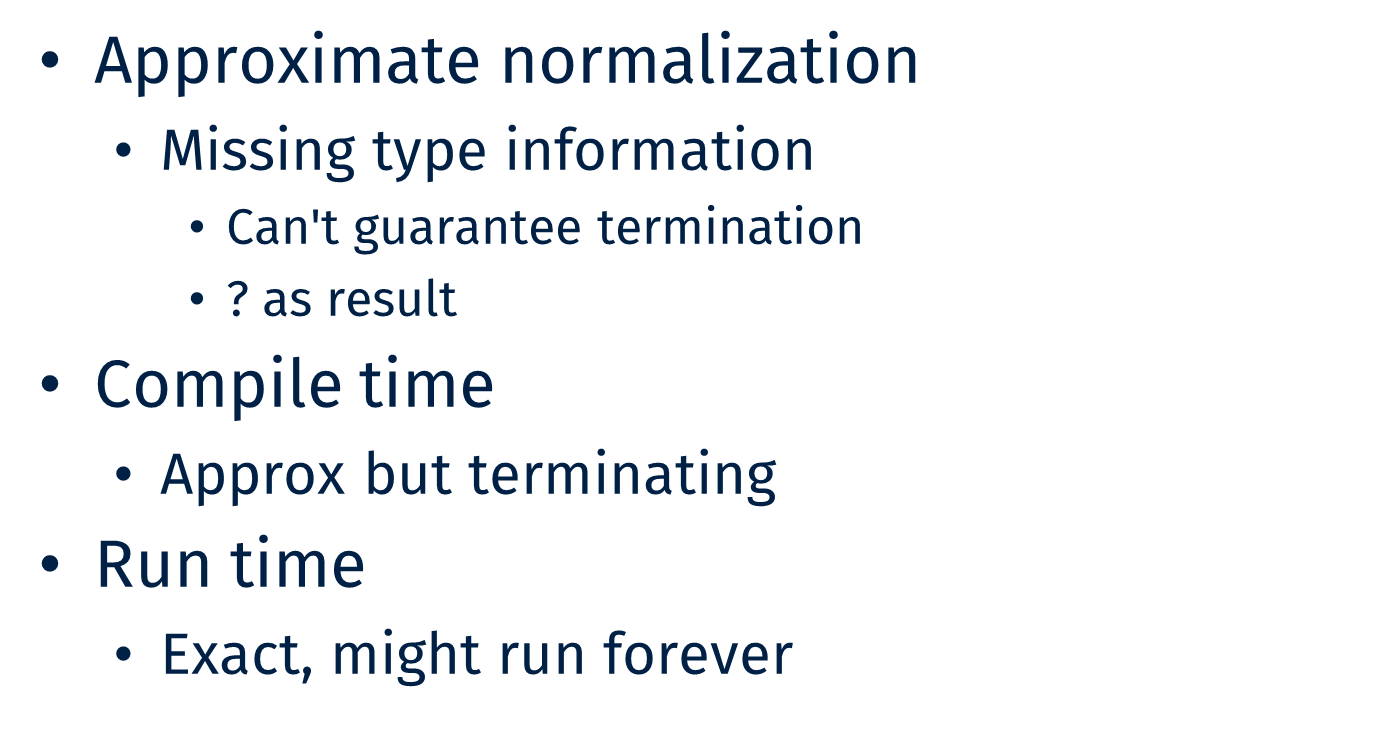 • Approximate normalization
• Missing type information
• Can't guarantee termination
• ? as result
• Compile time
• Approx but terminating
• Run time
• Exact, might run forever